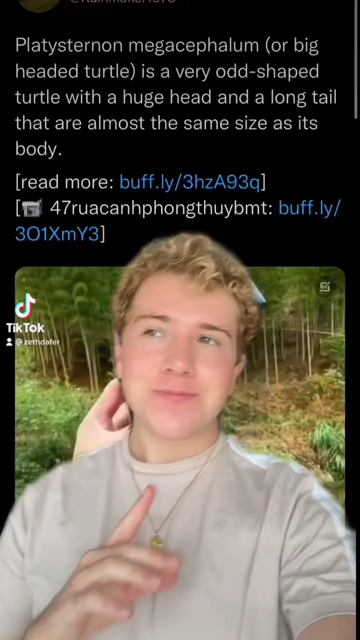 Platysternon megacephalum (or big
headed turtle) is a very odd-shaped
turtle with a huge head and a long tail
that are almost the same size as its
body.
[read more: buff.ly/3hzA93q]
[📹 47ruacanhphongthuybmt: buff.ly/
3O1XmY3]
TikTok
@zethdafer